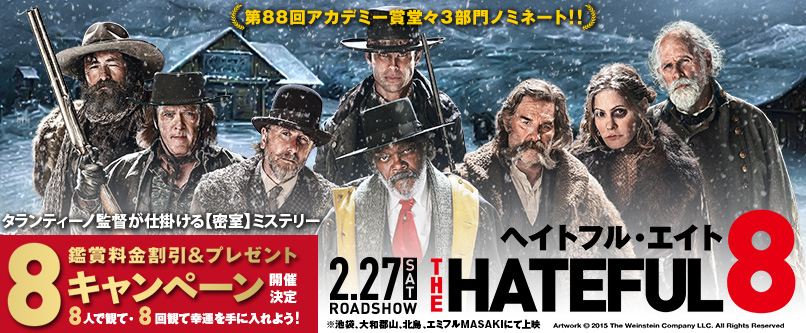 第88回アカデミー賞堂々3部門ノミネート!!
タランティーノ監督が仕掛ける【密室】ミステリー
8 鑑賞料金割引&プレゼント
キャンペーン 開催決定
8人で観て・8回観て幸運を手に入れよう!
2.27 SAT
ROADSHOW
ヘイトフル・エイト
THE HATEFUL 8
※池袋、大和郡山、北島、エミフルMASAKIにて上映
Artwork © 2015 The Weinstein Company LLC. All Rights Reserved